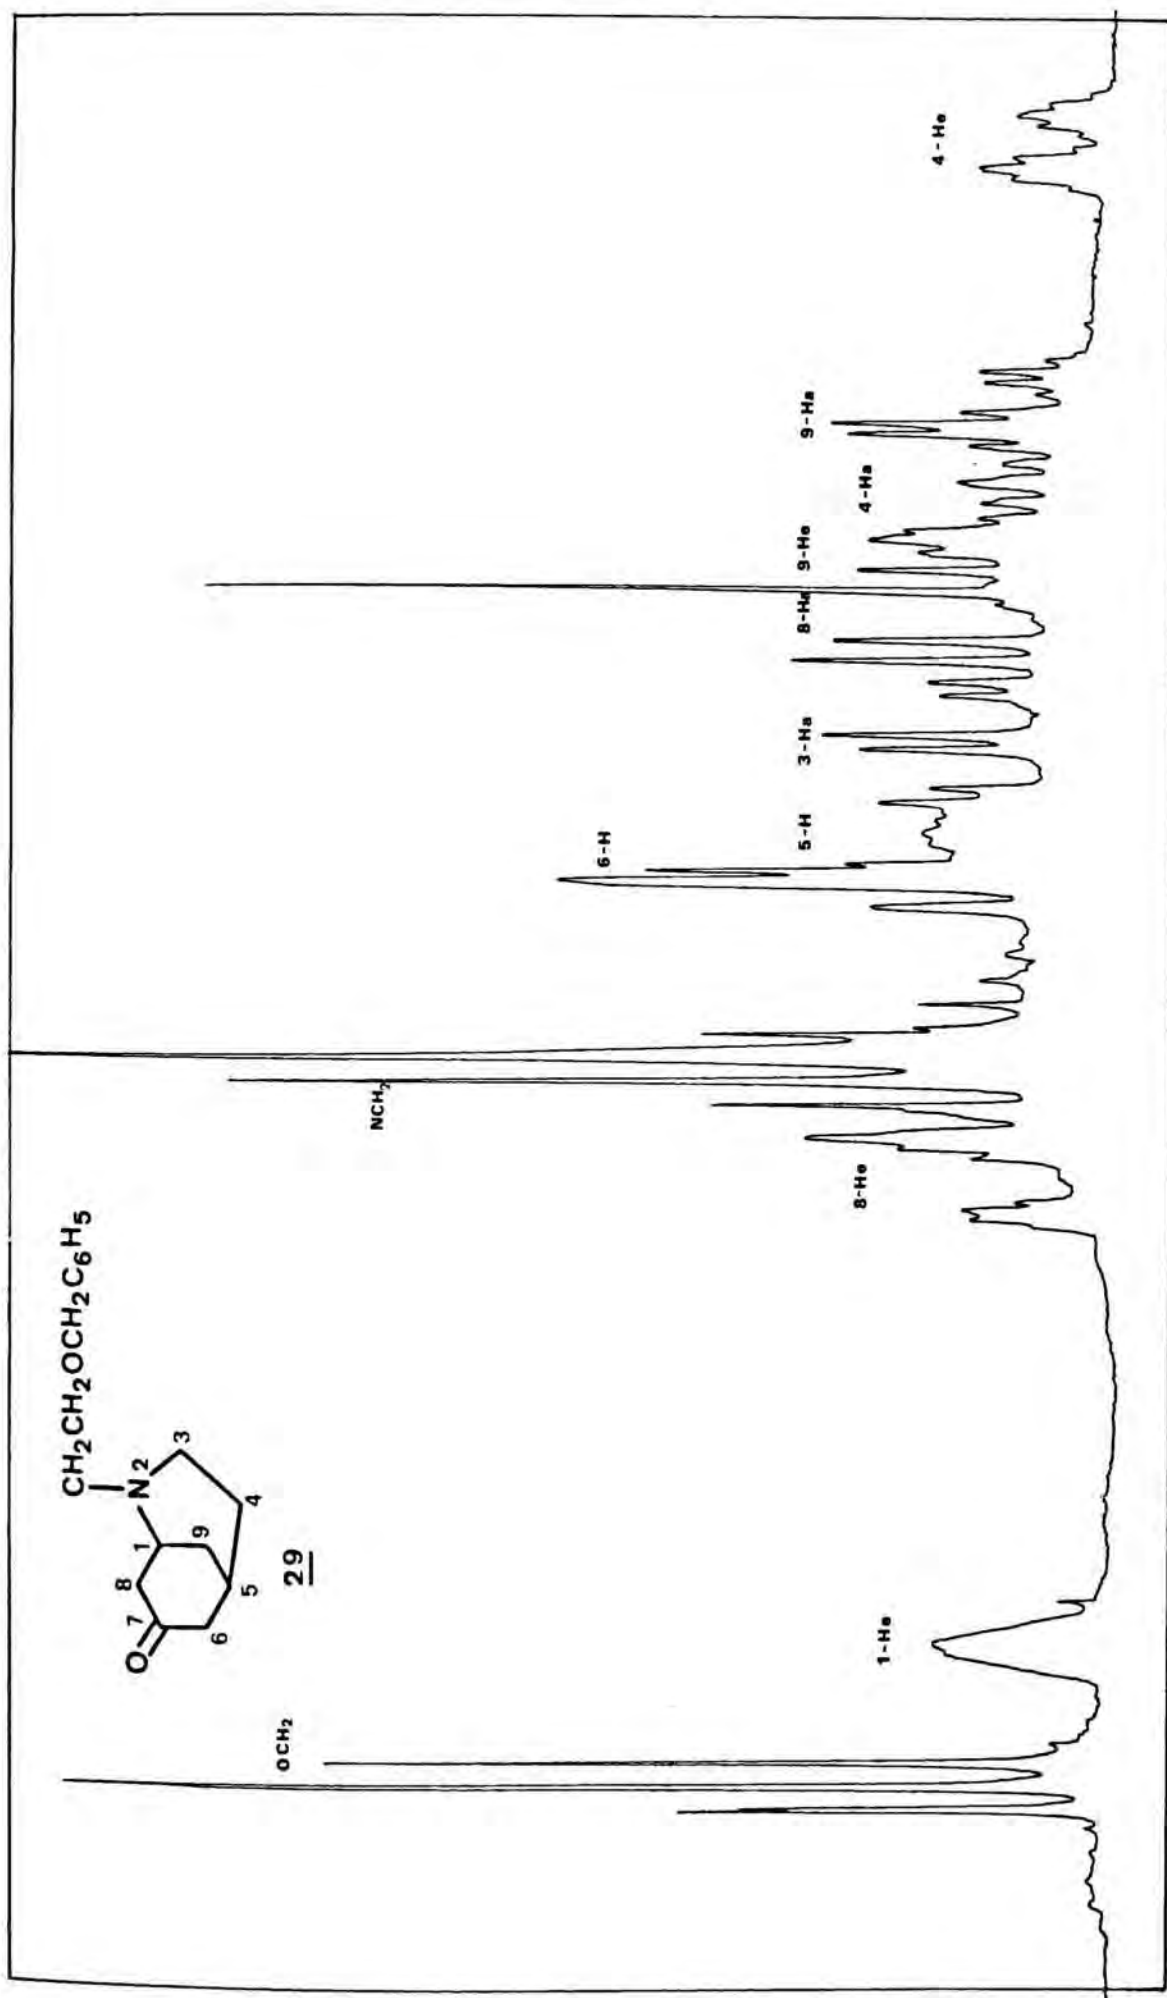 CH₂CH₂OCH₂C₆H₅
N 2
3
1
8
9
4
7
O
6
5
29
OCH₂
1-He
8-He
NCH₂
6-H
5-H
3-Ha
8-Ha
9-He
4-Ha
9-Ha
4-He